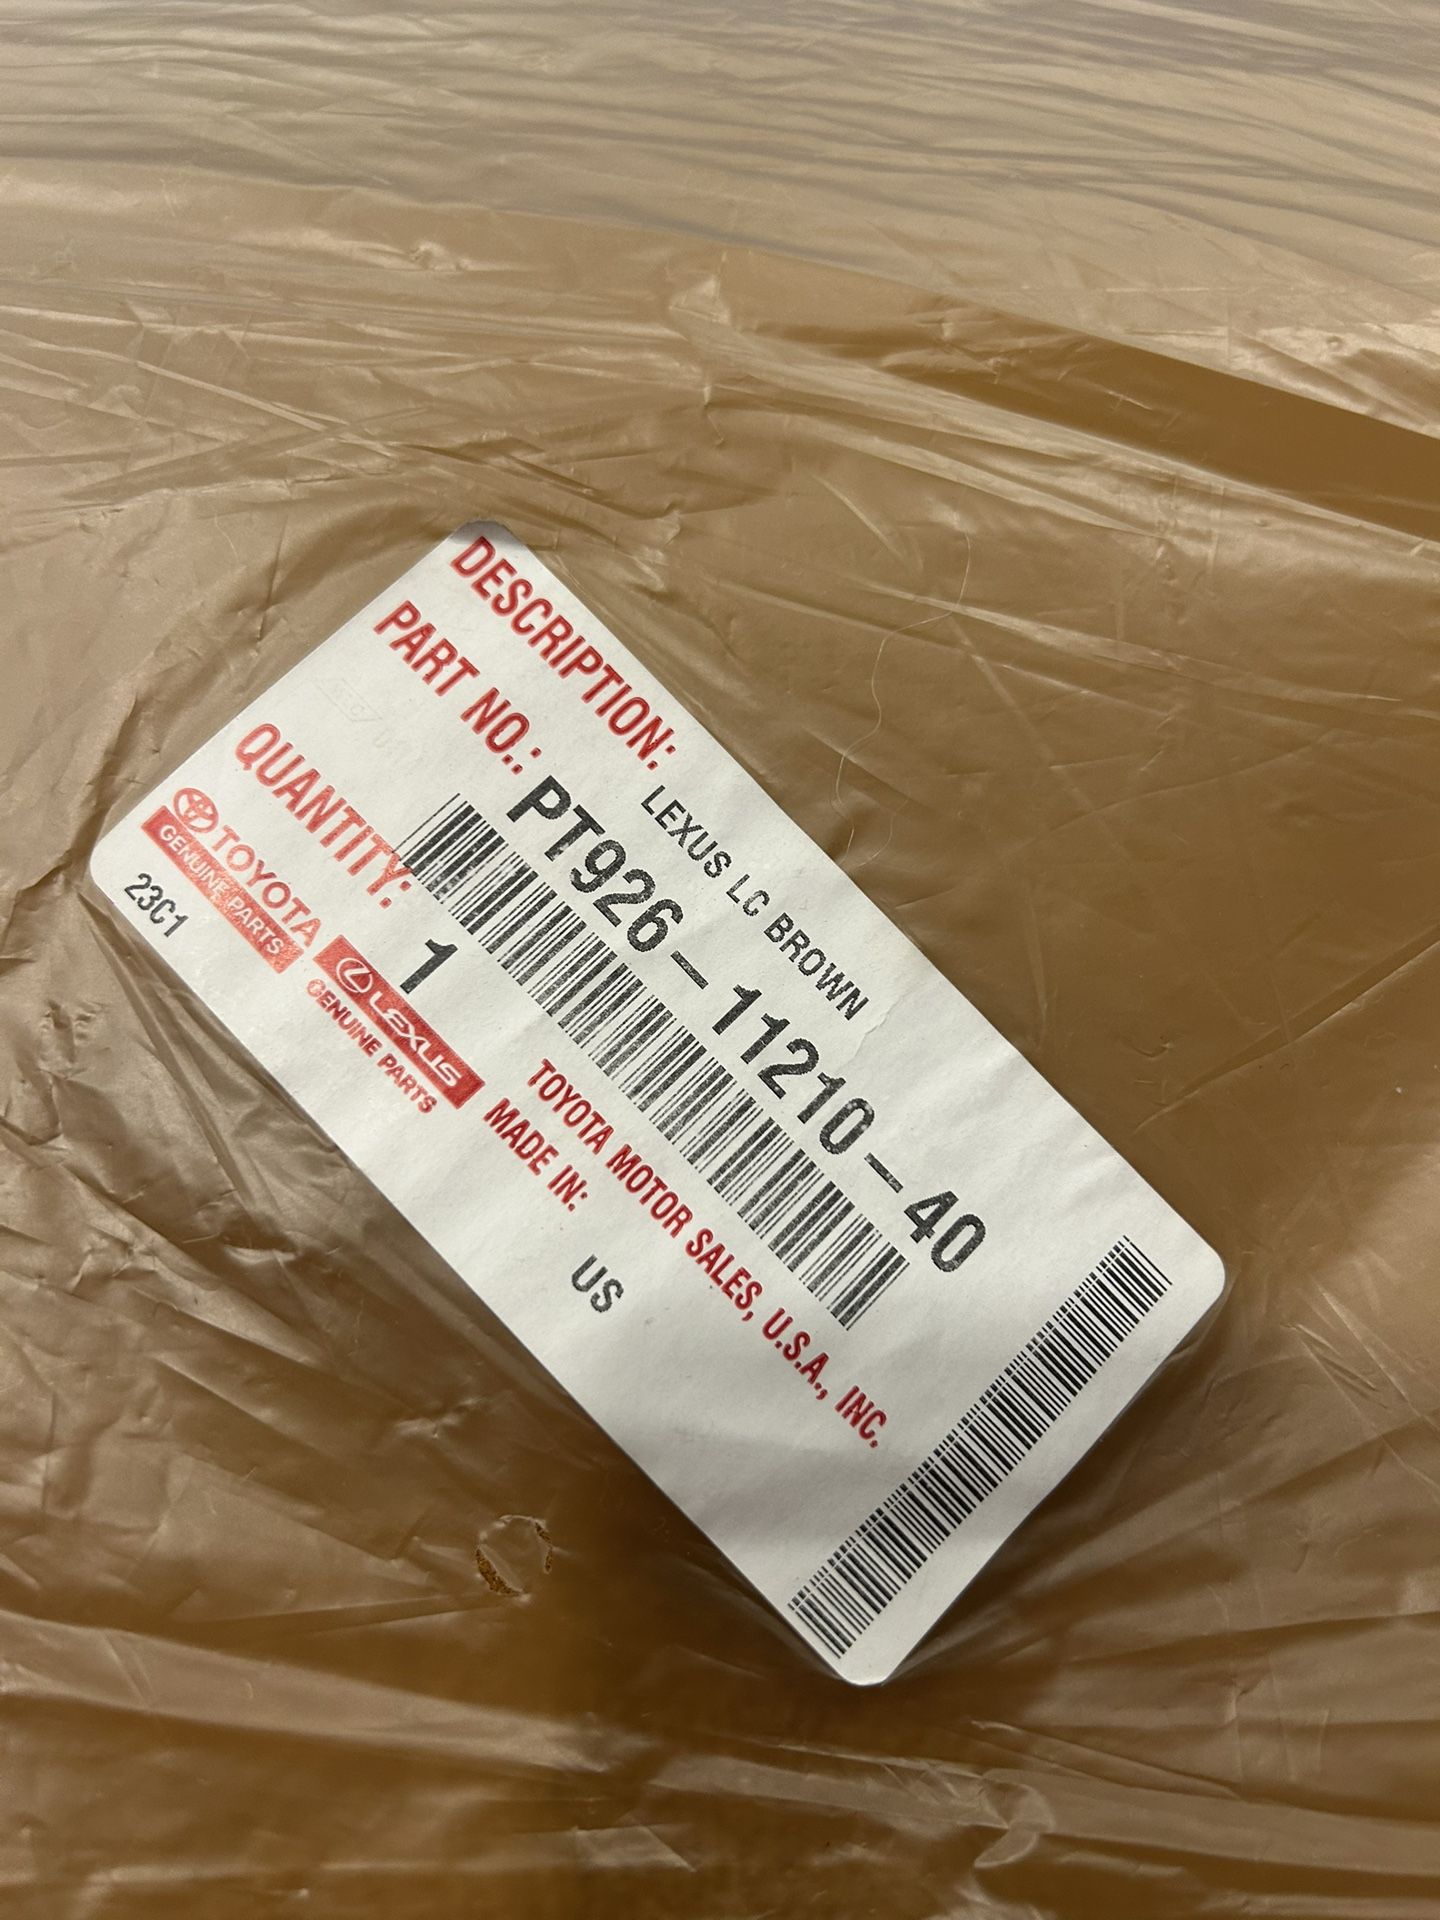 DESCRIPTION: LEXUS LC BROWN
PART NO.: PT926-11210-40
QUANTITY: 1
TOYOTA
GENUINE PARTS
LEXUS
GENUINE PARTS
TOYOTA MOTOR SALES, U.S.A., INC.
MADE IN: US
23C1